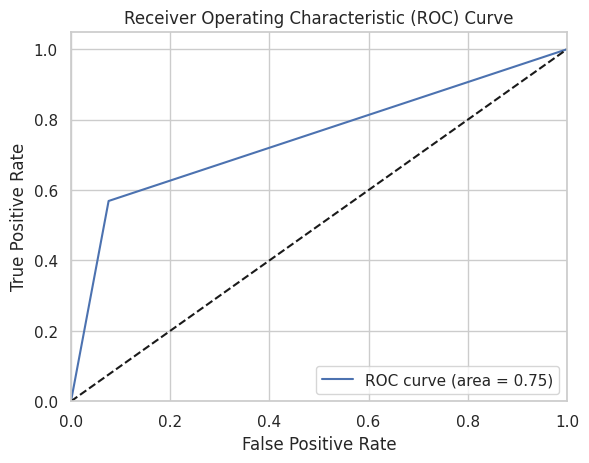 Receiver Operating Characteristic (ROC) Curve
1.0
0.8
0.6
0.4
0.2
0.0
True Positive Rate
ROC curve (area = 0.75)
0.0 0.2 0.4 0.6 0.8 1.0
False Positive Rate